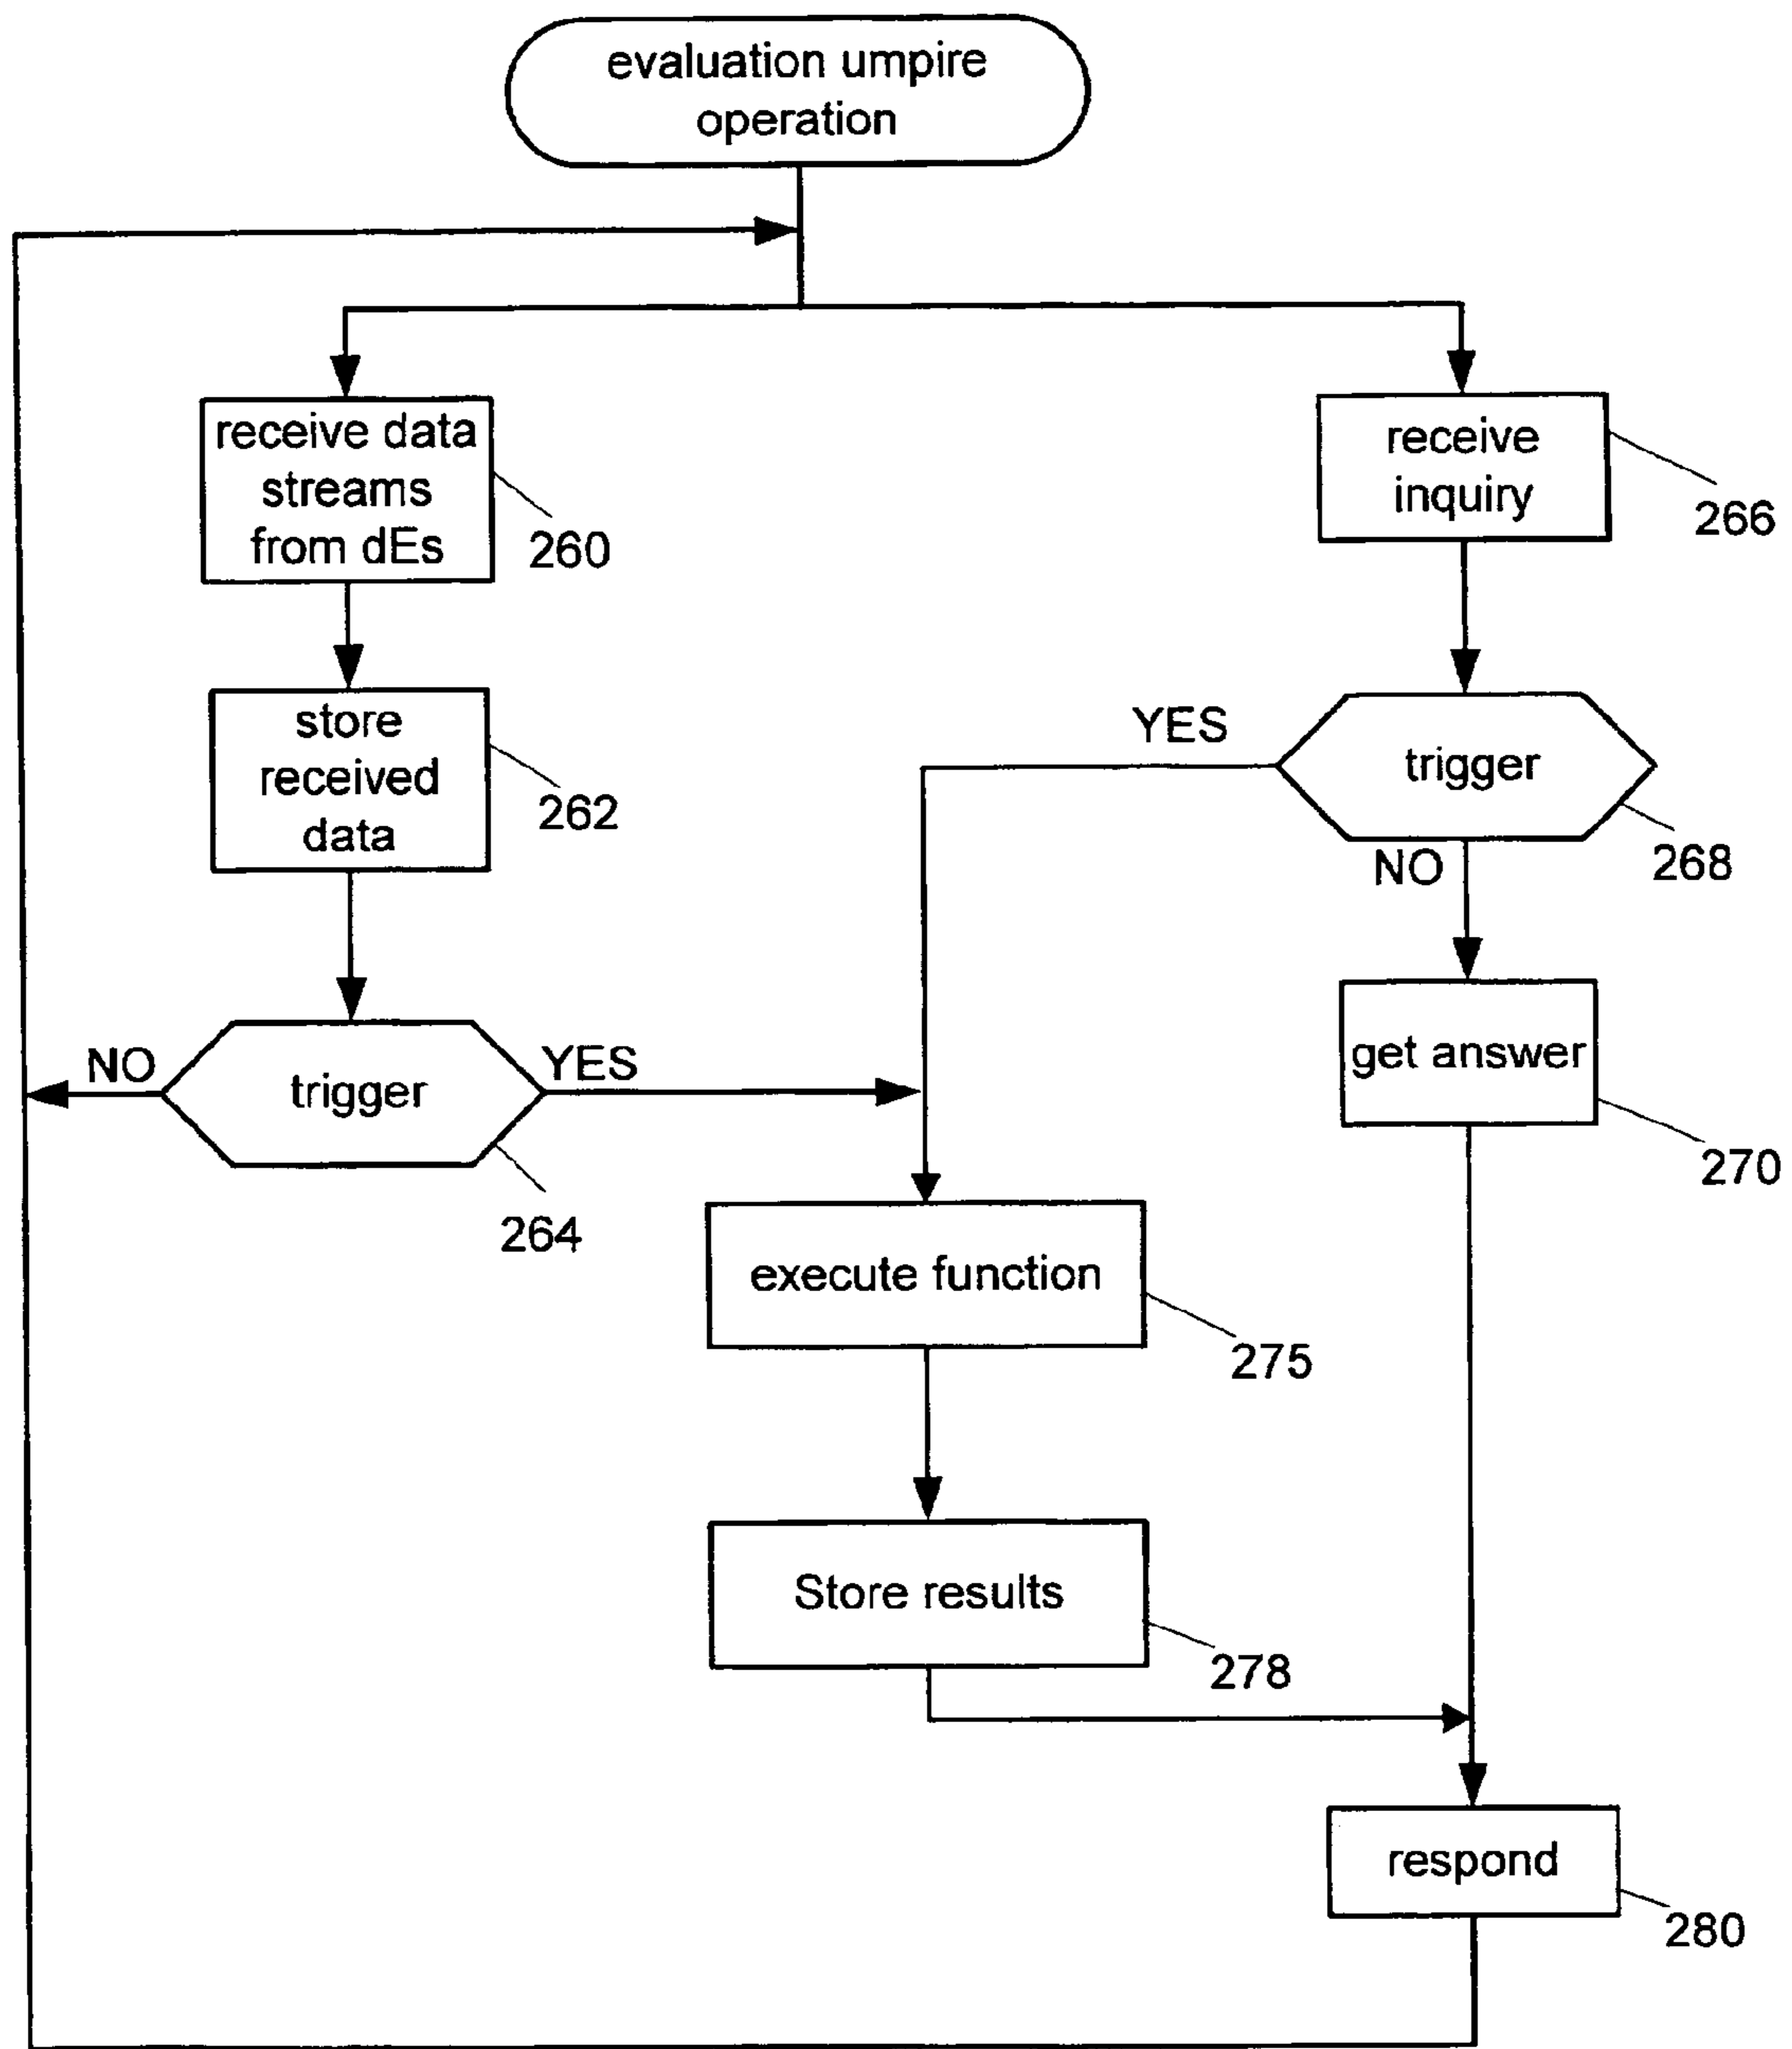 evaluation umpire
operation
receive data
streams
from dEs
260
receive
inquiry
266
store
received
data
262
YES
trigger
268
NO
NO
trigger
YES
264
get answer
270
execute function
275
Store results
278
respond
280